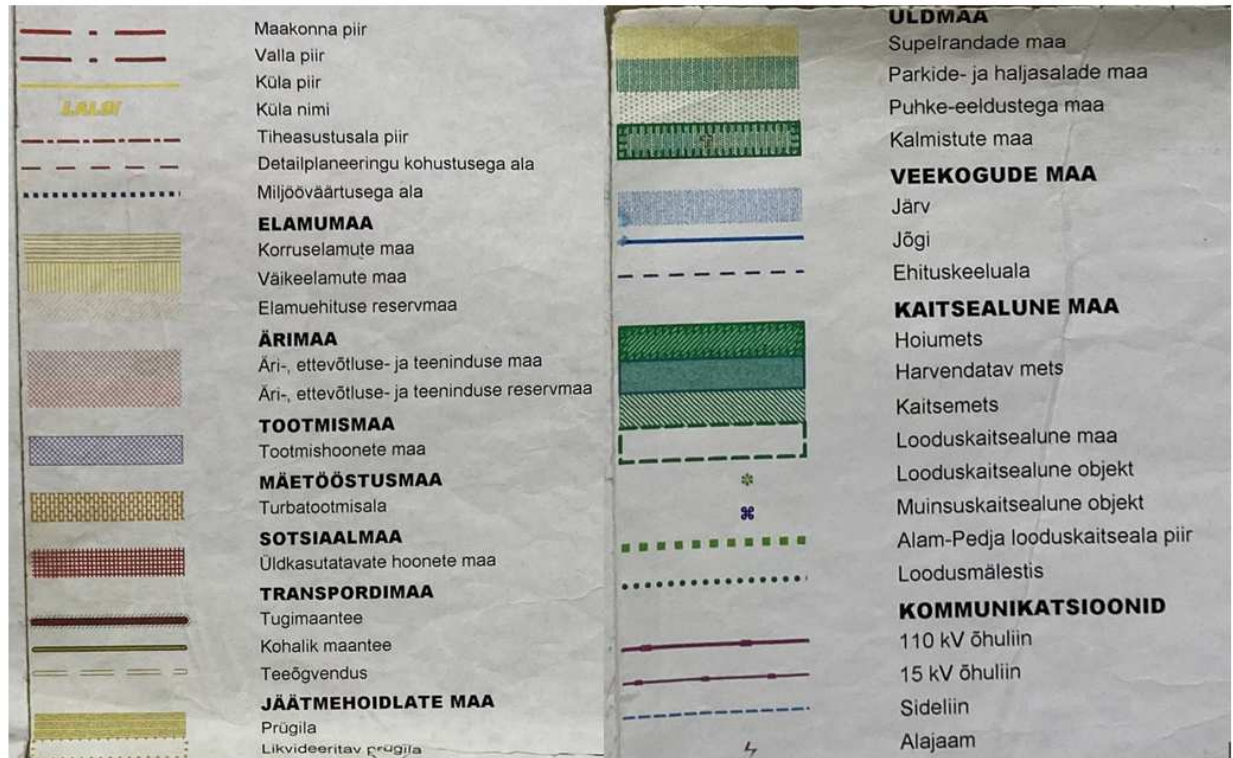 Maakonna piir
Valla piir
Küla piir
Küla nimi
Tiheasustusala piir
Detailplaneeringu kohustusega ala
Miljööväärtusega ala
ELAMUMAA
Korruselamute maa
Väikeelamute maa
Elamuehituse reservmaa
ÄRIMAA
Äri-, ettevõtluse- ja teeninduse maa
Äri-, ettevõtluse- ja teeninduse reservmaa
TOOTMISMAA
Tootmishoonete maa
MÄETÖÖSTUSMAA
Turbatootmisala
SOTSIAALMAA
Üldkasutatavate hoonete maa
TRANSPORDIMAA
Tugimaantee
Kohalik maantee
Teeõgvendus
JÄÄTMEHOIDLATE MAA
Prügila
Likvideeritav prügila
ÜLDMAA
Supelrandade maa
Parkide- ja haljasalade maa
Puhke-eeldustega maa
Kalmistute maa
VEEKOGUDE MAA
Järv
Jõgi
Ehituskeeluala
KAITSEALUNE MAA
Hoiumets
Harvendatav mets
Kaitsemets
Looduskaitsealune maa
Looduskaitsealune objekt
Muinsuskaitsealune objekt
Alam-Pedja looduskaitseala piir
Loodusmälestis
KOMMUNIKATSIOONID
110 kV õhuliin
15 kV õhuliin
Sideliin
Alajaam